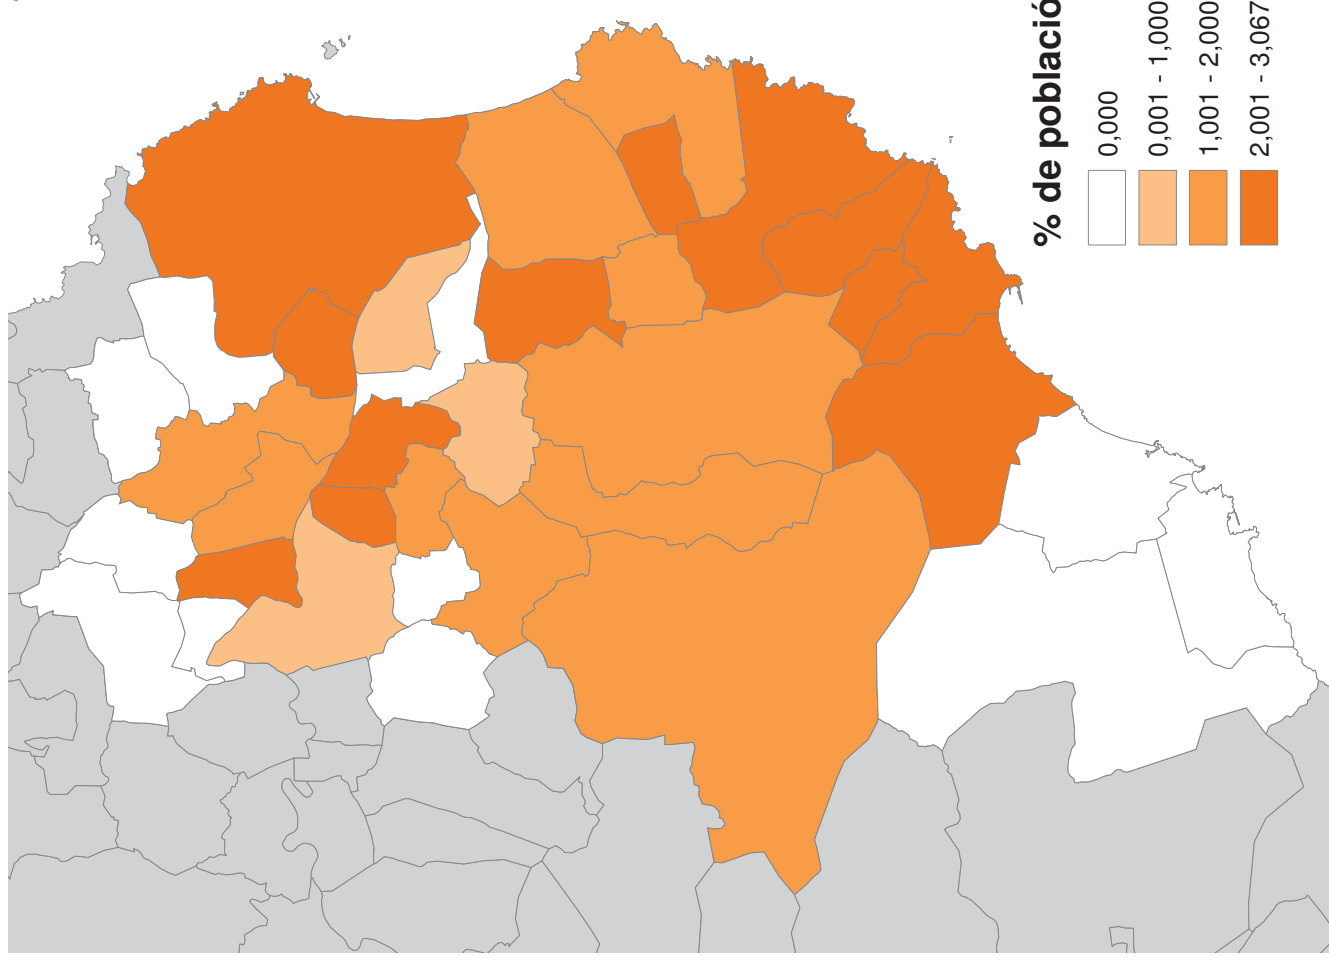 % de població
0,000
0,001 - 1,000
1,001 - 2,000
2,001 - 3,067